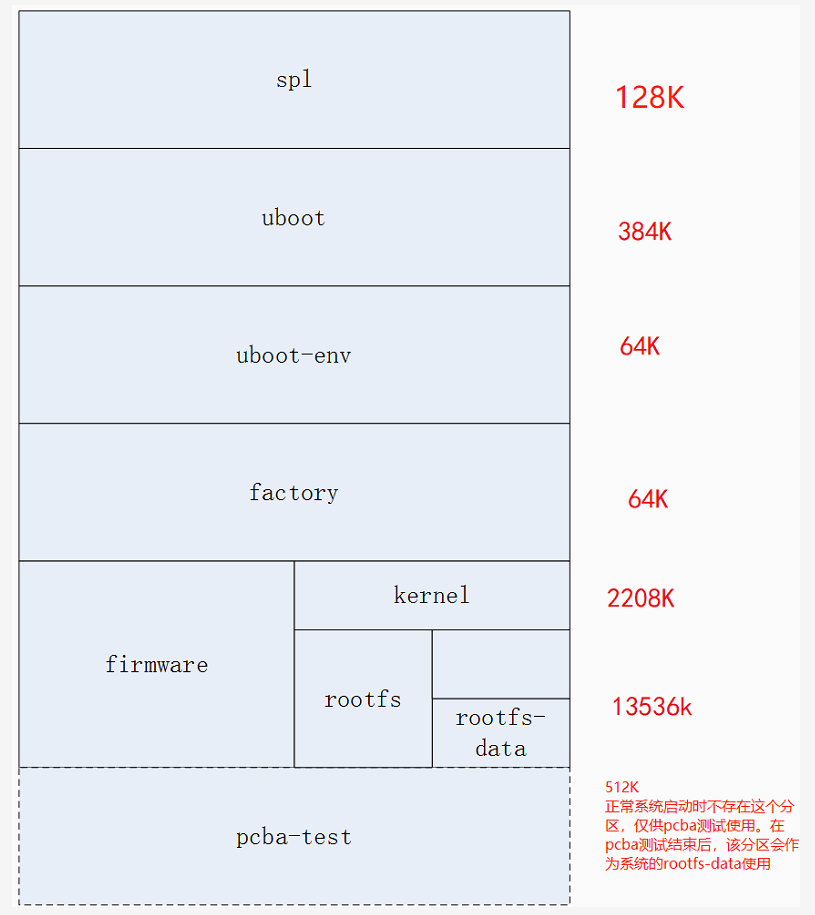 spl
128K
uboot
384K
uboot-env
64K
factory
64K
kernel
2208K
firmware
rootfs
13536k
rootfs-
data
pcba-test
512K
正常系统启动时不存在这个分
区，仅供pcba测试使用。在
pcba测试结束后，该分区会作
为系统的rootfs-data使用